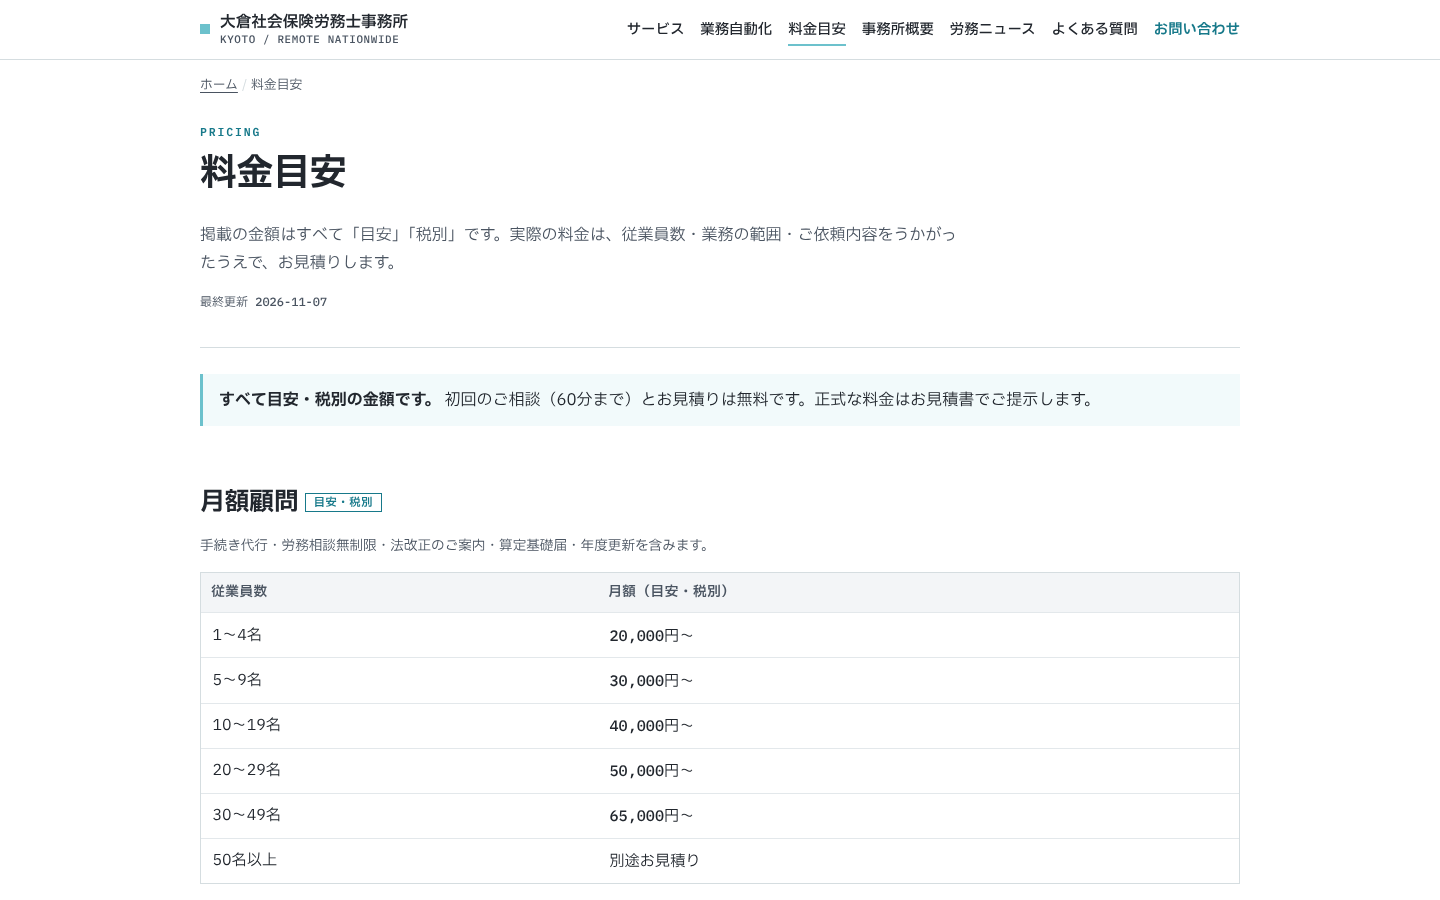 大倉社会保険労務士事務所
KYOTO / REMOTE NATIONWIDE
サービス 業務自動化 料金目安 事務所概要 労務ニュース よくある質問 お問い合わせ
ホーム / 料金目安
PRICING
料金目安
掲載の金額はすべて「目安」「税別」です。実際の料金は、従業員数・業務の範囲・ご依頼内容をうかがっ
たうえで、お見積りします。
最終更新 2026-11-07
すべて目安・税別の金額です。 初回のご相談（60分まで）とお見積りは無料です。正式な料金はお見積書でご提示します。
月額顧問 目安・税別
手続き代行・労務相談無制限・法改正のご案内・算定基礎届・年度更新を含みます。
従業員数 月額（目安・税別）
1〜4名 20,000円〜
5〜9名 30,000円〜
10〜19名 40,000円〜
20〜29名 50,000円〜
30〜49名 65,000円〜
50名以上 別途お見積り